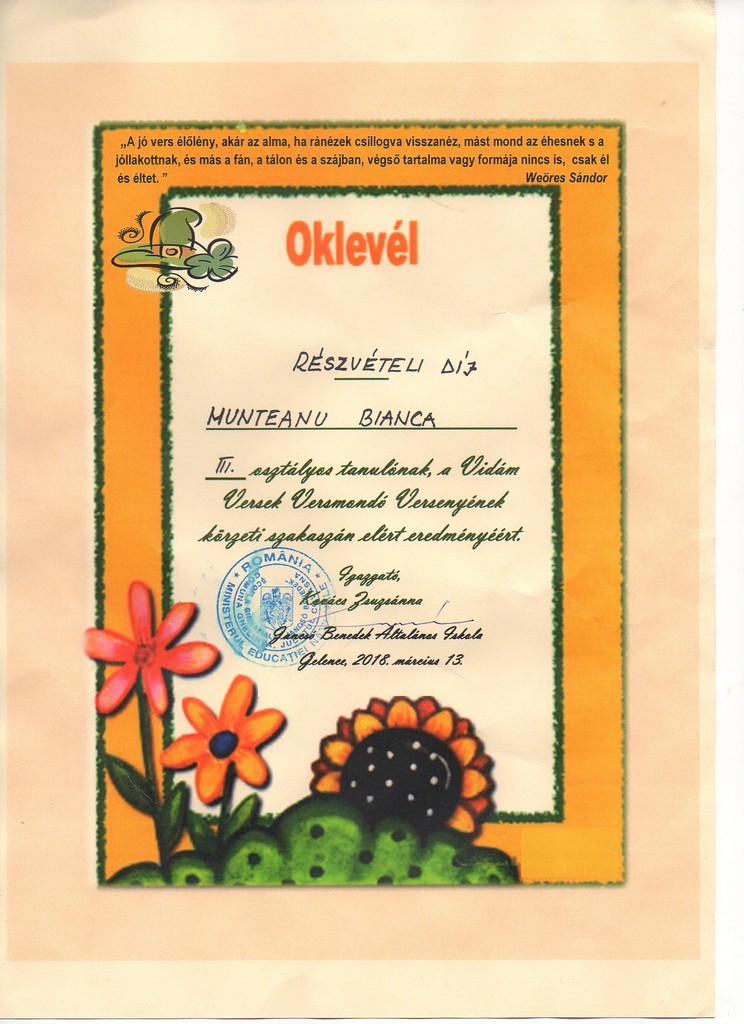 „A jó vers élőlény, akár az alma, ha ránézek csillogva visszanéz, mást mond az éhesnek s a
jóllakottnak, és más a fán, a tálon és a szájban, végső tartalma vagy formája nincs is, csak él
és éltet. ” Weöres Sándor
Oklevél
RÉSZVÉTELI DÍJ
MUNTEANU BIANCA
III. osztályos tanulónak, a Vidám
Versek Versmondó Versenyének
körzeti szakaszán elért eredményéért.
Igazgató,
Kovács Zsuzsánna
Jancsó Benedek Általános Iskola
Gelence, 2018. március 13.
ROMÂNIA
MINISTERUL EDUCAȚIEI